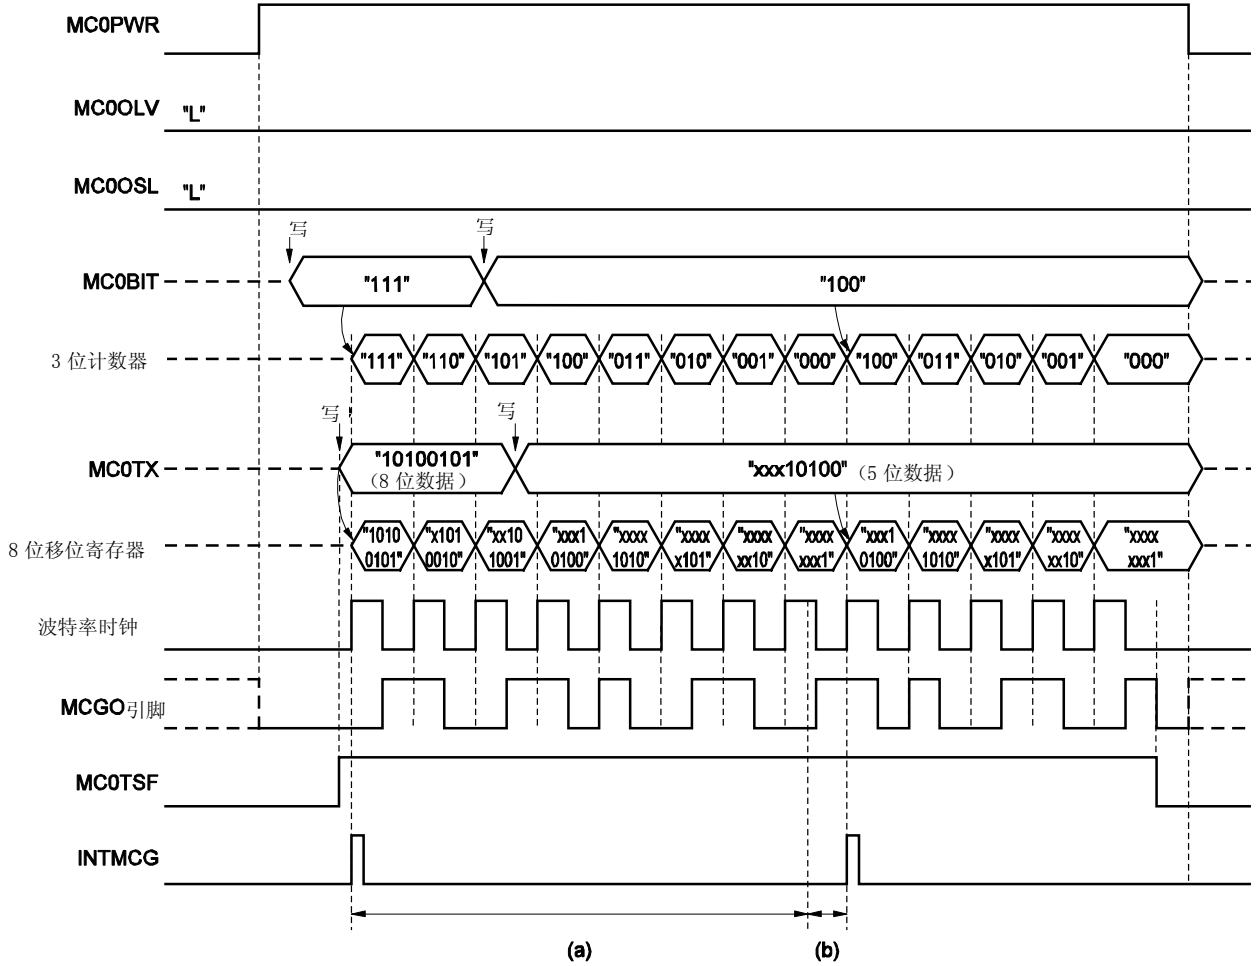 MC0PWR
MC0OLV "L"
MC0OSL "L"
写 写
MC0BIT "111" "100"
3 位计数器 "111" "110" "101" "100" "011" "010" "001" "000" "100" "011" "010" "001" "000"
写 写
MC0TX "10100101" （8 位数据） "xxx10100"（5 位数据）
8 位移位寄存器 "1010 "x101 "xx10 "xxx1 "xxxx "xxxx "xxxx "xxxx "xxx1 "xxxx "xxxx "xxxx "xxxx
0101" 0010" 1001" 0100" 1010" x101" xx10" xxx1" 0100" 1010" x101" xx10" xxx1"
波特率时钟
MCGO引脚
MC0TSF
INTMCG
(a) (b)